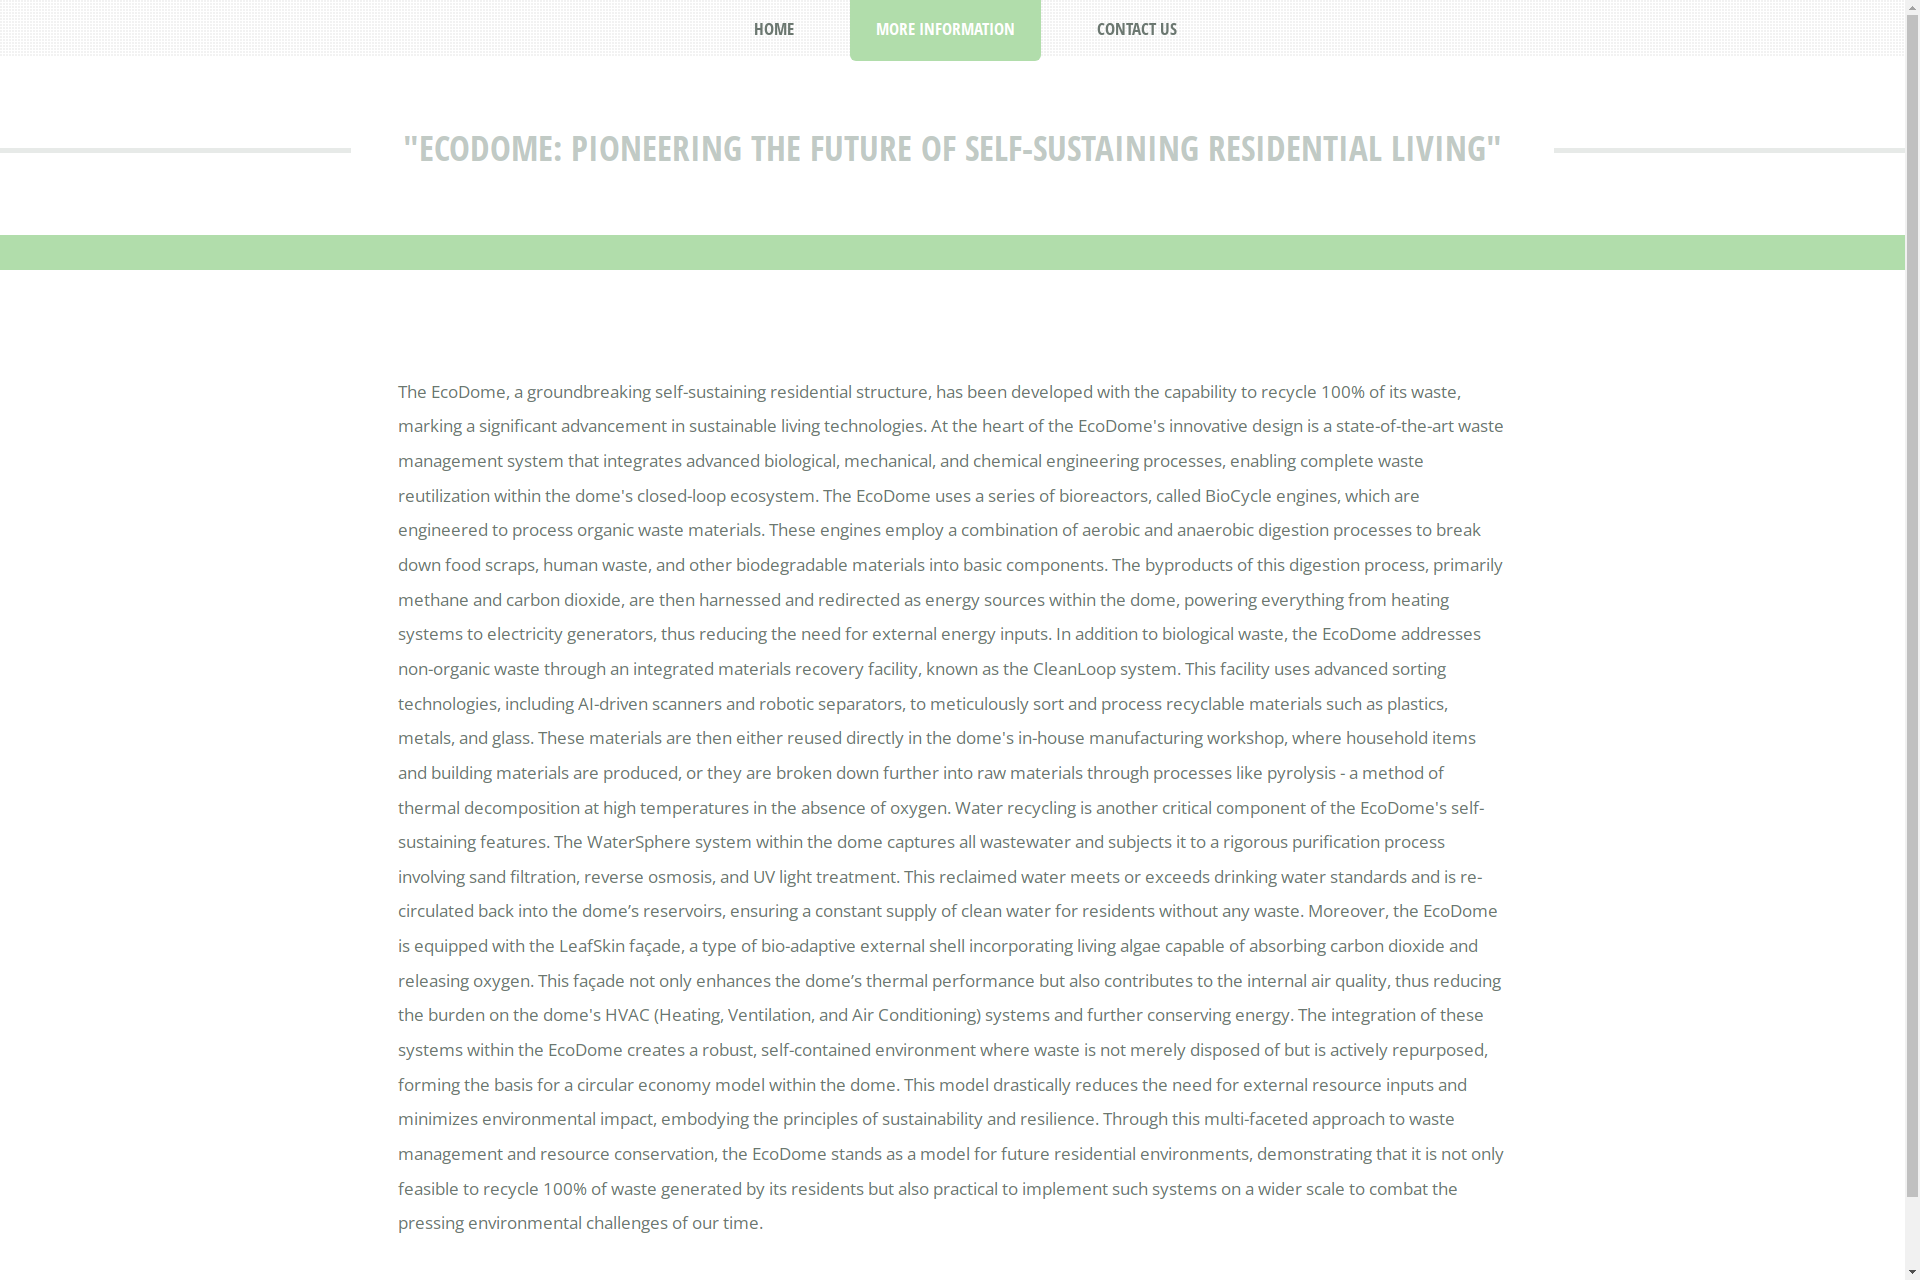 HOME
MORE INFORMATION
CONTACT US
"ECODOME: PIONEERING THE FUTURE OF SELF-SUSTAINING RESIDENTIAL LIVING"
The EcoDome, a groundbreaking self-sustaining residential structure, has been developed with the capability to recycle 100% of its waste,
marking a significant advancement in sustainable living technologies. At the heart of the EcoDome's innovative design is a state-of-the-art waste
management system that integrates advanced biological, mechanical, and chemical engineering processes, enabling complete waste
reutilization within the dome's closed-loop ecosystem. The EcoDome uses a series of bioreactors, called BioCycle engines, which are
engineered to process organic waste materials. These engines employ a combination of aerobic and anaerobic digestion processes to break
down food scraps, human waste, and other biodegradable materials into basic components. The byproducts of this digestion process, primarily
methane and carbon dioxide, are then harnessed and redirected as energy sources within the dome, powering everything from heating
systems to electricity generators, thus reducing the need for external energy inputs. In addition to biological waste, the EcoDome addresses
non-organic waste through an integrated materials recovery facility, known as the CleanLoop system. This facility uses advanced sorting
technologies, including AI-driven scanners and robotic separators, to meticulously sort and process recyclable materials such as plastics,
metals, and glass. These materials are then either reused directly in the dome's in-house manufacturing workshop, where household items
and building materials are produced, or they are broken down further into raw materials through processes like pyrolysis - a method of
thermal decomposition at high temperatures in the absence of oxygen. Water recycling is another critical component of the EcoDome's self-
sustaining features. The WaterSphere system within the dome captures all wastewater and subjects it to a rigorous purification process
involving sand filtration, reverse osmosis, and UV light treatment. This reclaimed water meets or exceeds drinking water standards and is re-
circulated back into the dome’s reservoirs, ensuring a constant supply of clean water for residents without any waste. Moreover, the EcoDome
is equipped with the LeafSkin façade, a type of bio-adaptive external shell incorporating living algae capable of absorbing carbon dioxide and
releasing oxygen. This façade not only enhances the dome’s thermal performance but also contributes to the internal air quality, thus reducing
the burden on the dome's HVAC (Heating, Ventilation, and Air Conditioning) systems and further conserving energy. The integration of these
systems within the EcoDome creates a robust, self-contained environment where waste is not merely disposed of but is actively repurposed,
forming the basis for a circular economy model within the dome. This model drastically reduces the need for external resource inputs and
minimizes environmental impact, embodying the principles of sustainability and resilience. Through this multi-faceted approach to waste
management and resource conservation, the EcoDome stands as a model for future residential environments, demonstrating that it is not only
feasible to recycle 100% of waste generated by its residents but also practical to implement such systems on a wider scale to combat the
pressing environmental challenges of our time.